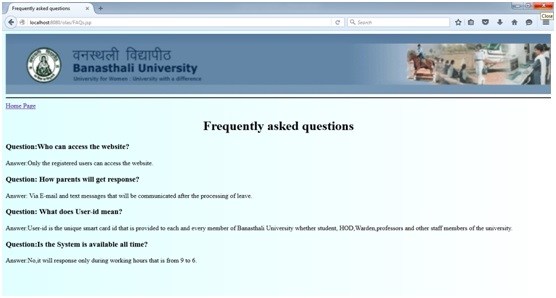 Frequently asked questions
Close
localhost:8080/slas/FAQs.jsp
Search
वनस्थली विद्यापीठ
Banasthali University
University for Women : University with a difference
Home Page
Frequently asked questions
Question:Who can access the website?
Answer:Only the registered users can access the website.
Question: How parents will get response?
Answer: Via E-mail and text messages that will be communicated after the processing of leave.
Question: What does User-id mean?
Answer:User-id is the unique smart card id that is provided to each and every member of Banasthali University whether student, HOD,Warden,professors and other staff members of the university.
Question:Is the System is available all time?
Answer:No,it will response only during working hours that is from 9 to 6.